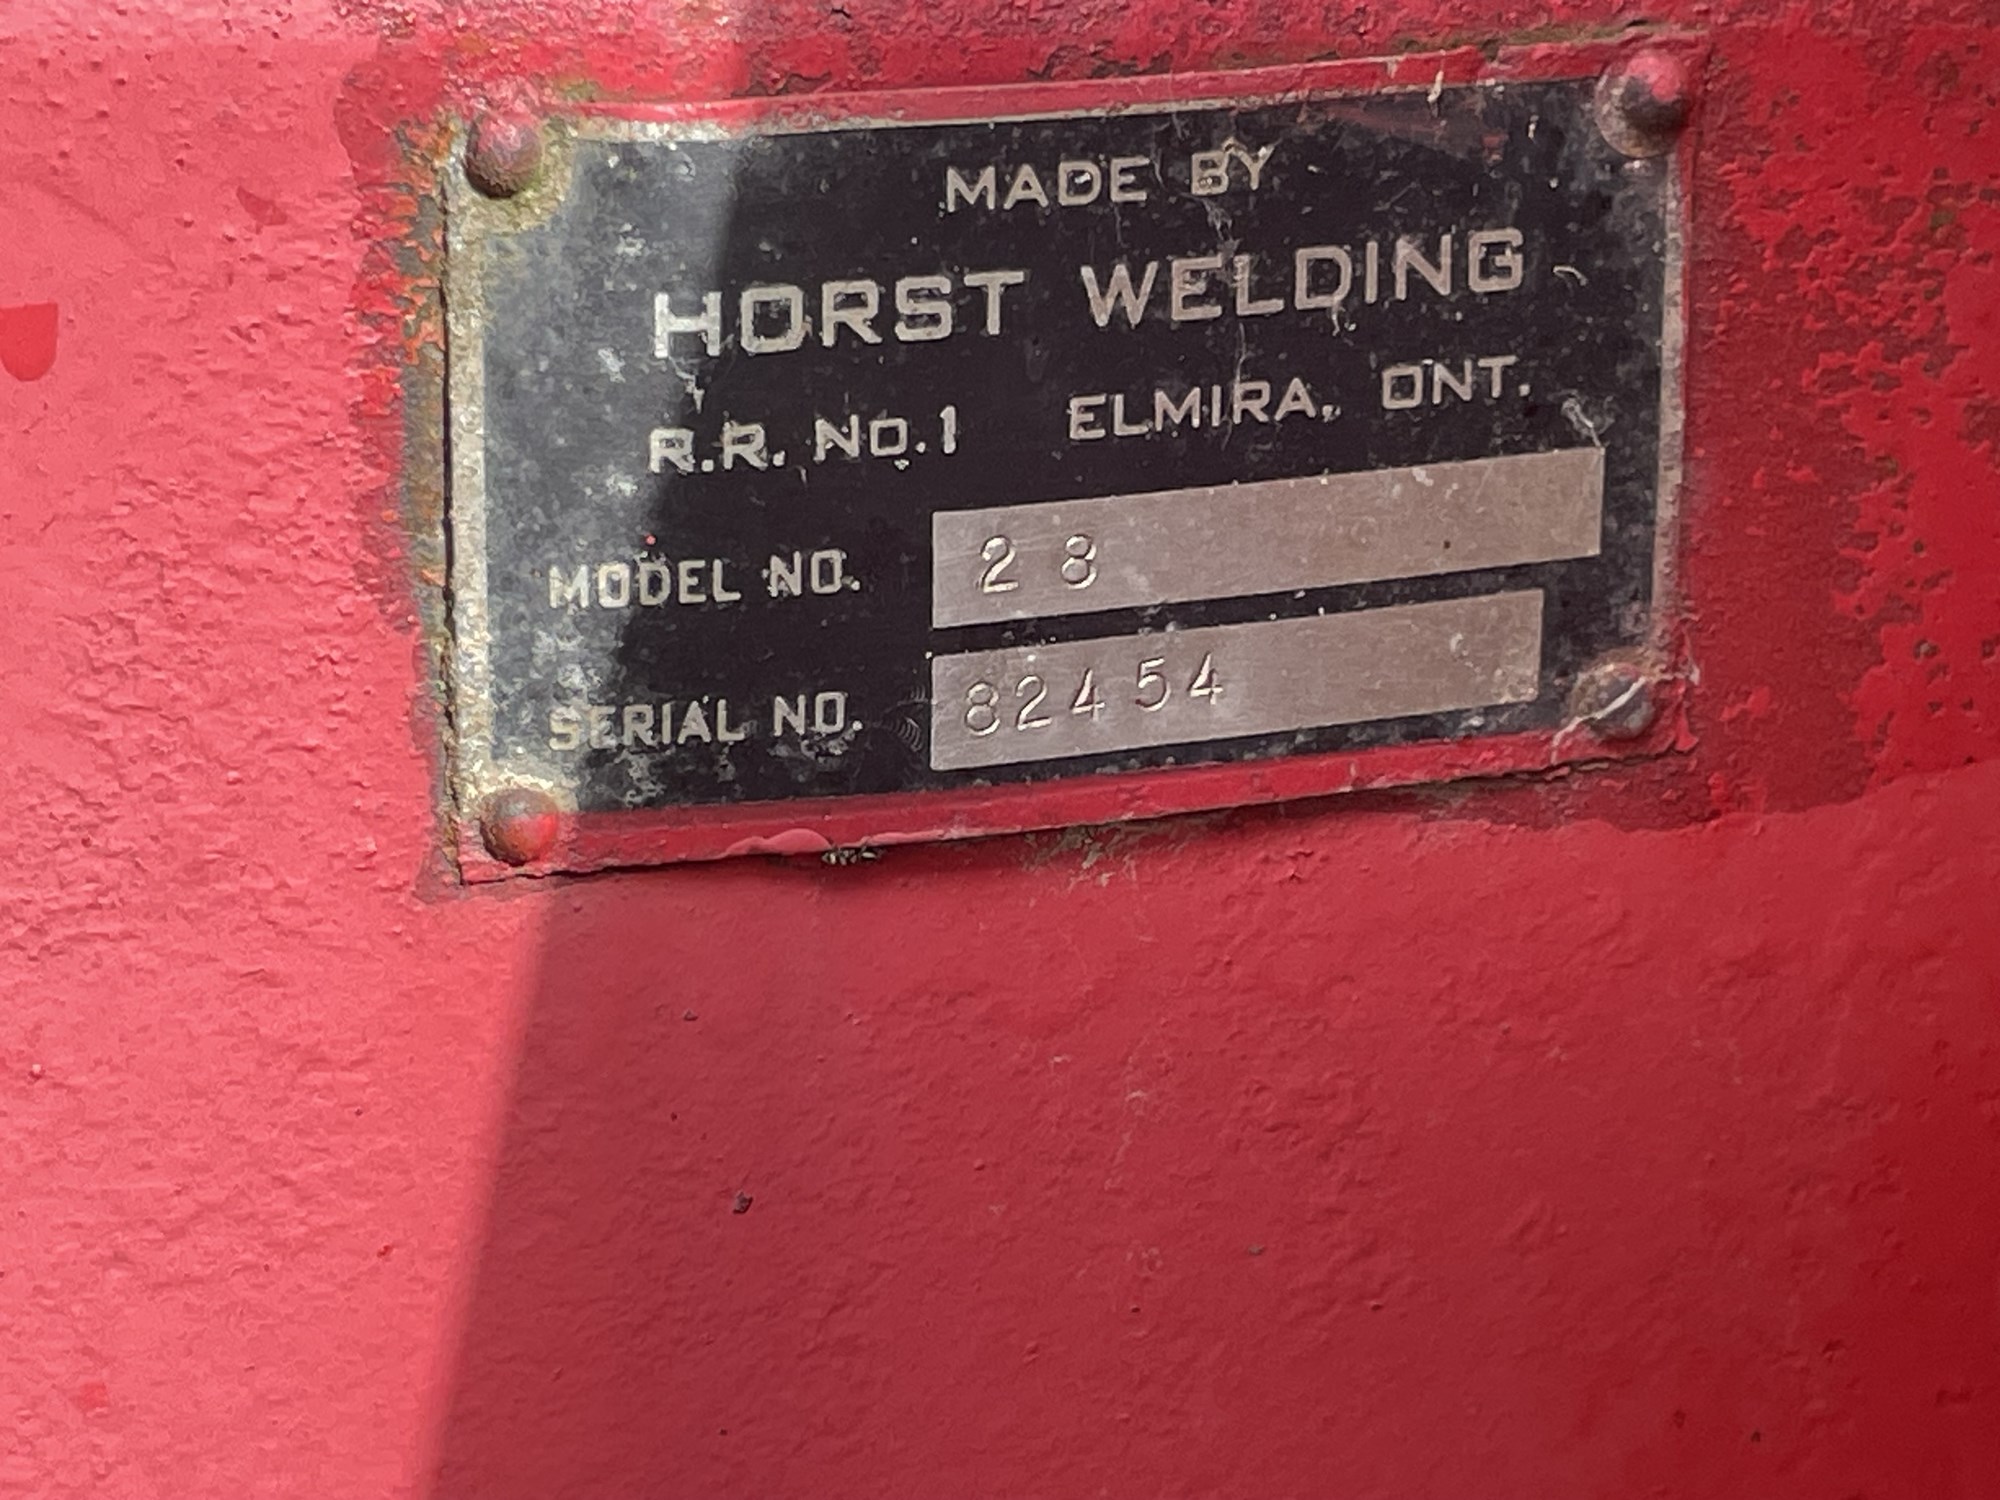 MADE BY
HORST WELDING
R.R. NO.1 ELMIRA, ONT.
MODEL NO. 28
SERIAL NO. 82454